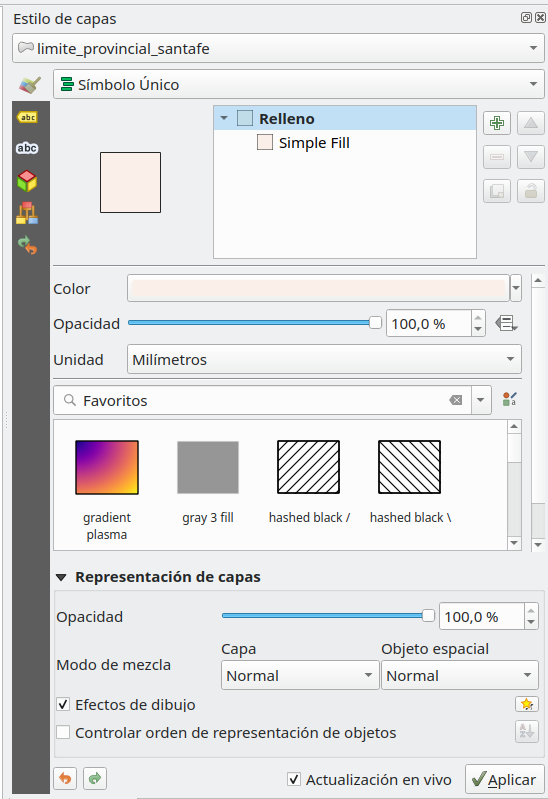 Estilo de capas
limite_provincial_santafe
Símbolo Único
abc
abc
Relleno
Simple Fill
Color
Opacidad
100,0 %
Unidad
Milímetros
Favoritos
a
gradient
plasma
gray 3 fill
hashed black /
hashed black \
Representación de capas
Opacidad
100,0 %
Capa
Objeto espacial
Modo de mezcla
Normal
Normal
Efectos de dibujo
Controlar orden de representación de objetos
A
Z
Actualización en vivo
Aplicar